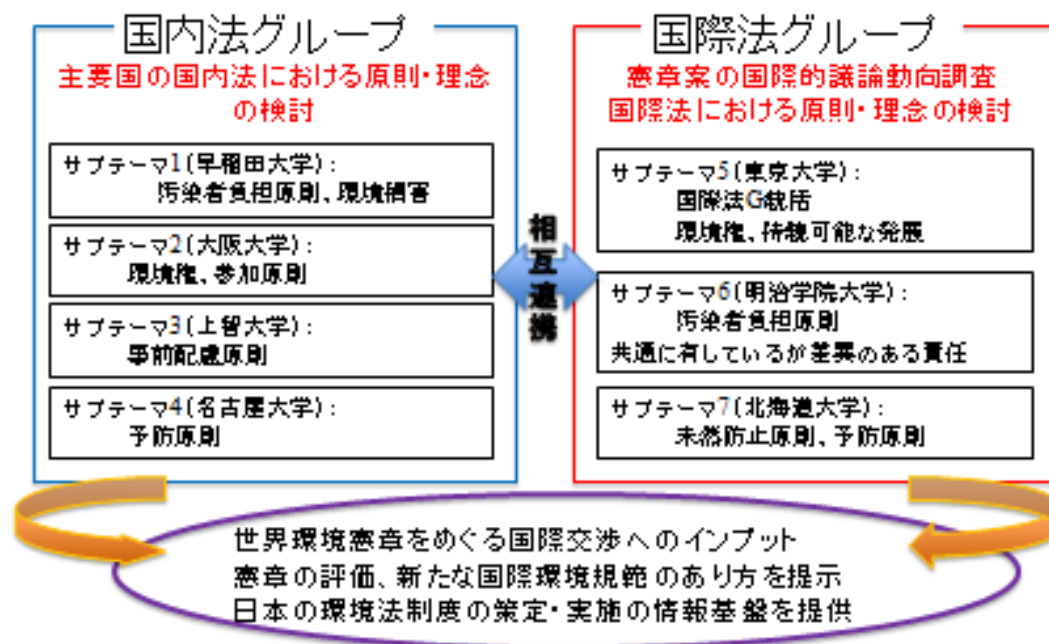 国内法グループ
主要国の国内法における原則・理念
の検討
サブテーマ1(早稲田大学):
汚染者負担原則、環境損害
サブテーマ2(大阪大学):
環境権、参加原則
サブテーマ3(上智大学):
事前配慮原則
サブテーマ4(名古屋大学):
予防原則
相互連携
国際法グループ
憲章案の国際的議論動向調査
国際法における原則・理念の検討
サブテーマ5(東京大学):
国際法G統括
環境権、持続可能な発展
サブテーマ6(明治学院大学):
汚染者負担原則
共通に有しているが差異のある責任
サブテーマ7(北海道大学):
未然防止原則、予防原則
世界環境憲章をめぐる国際交渉へのインプット
憲章の評価、新たな国際環境規範のあり方を提示
日本の環境法制度の策定・実施の情報基盤を提供